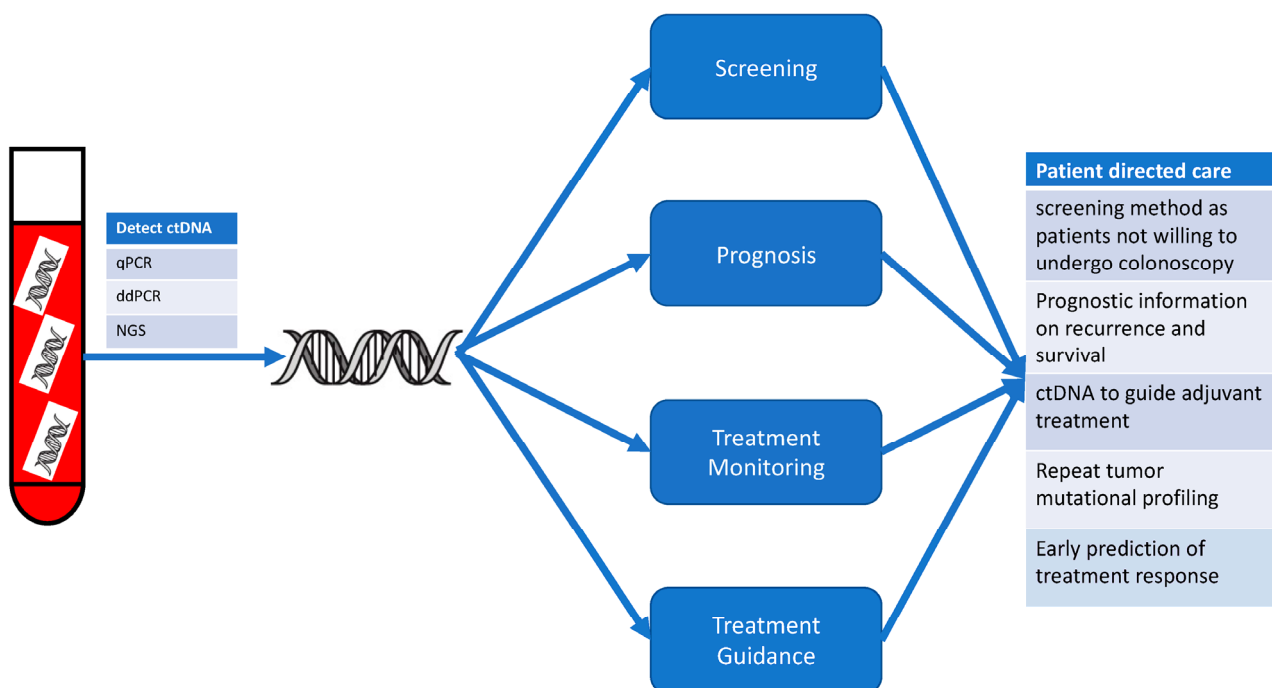 Detect ctDNA
qPCR
ddPCR
NGS
Screening
Prognosis
Treatment
Monitoring
Treatment
Guidance
Patient directed care
screening method as
patients not willing to
undergo colonoscopy
Prognostic information
on recurrence and
survival
ctDNA to guide adjuvant
treatment
Repeat tumor
mutational profiling
Early prediction of
treatment response